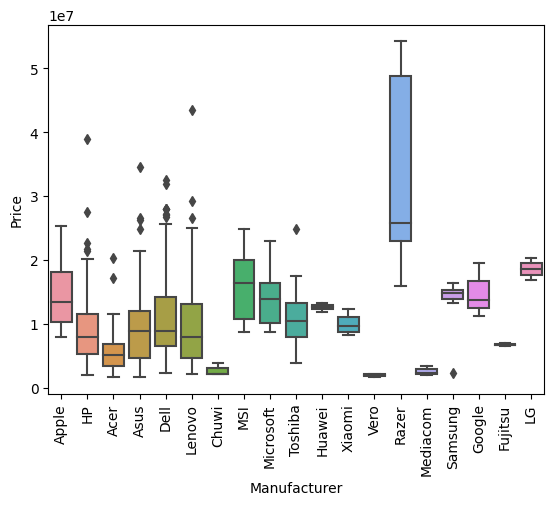 1e7
5
4
3
2
1
0
Price
Apple
HP
Acer
Asus
Dell
Lenovo
Chuwi
MSI
Microsoft
Toshiba
Huawei
Xiaomi
Vero
Razer
Mediacom
Samsung
Google
Fujitsu
LG
Manufacturer